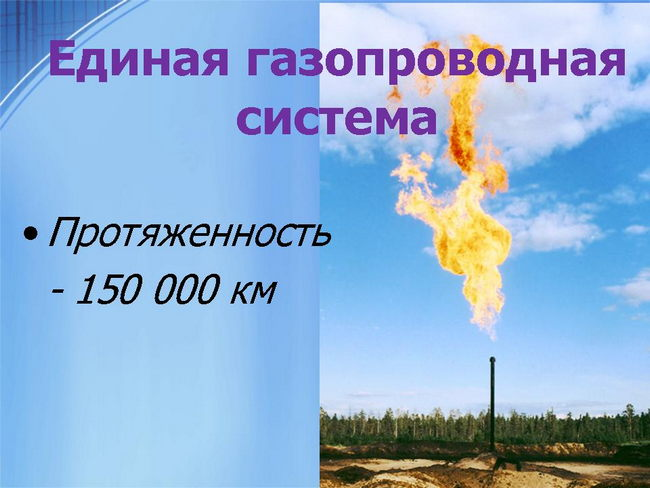 Единая газопроводная
система
• Протяженность
- 150 000 км